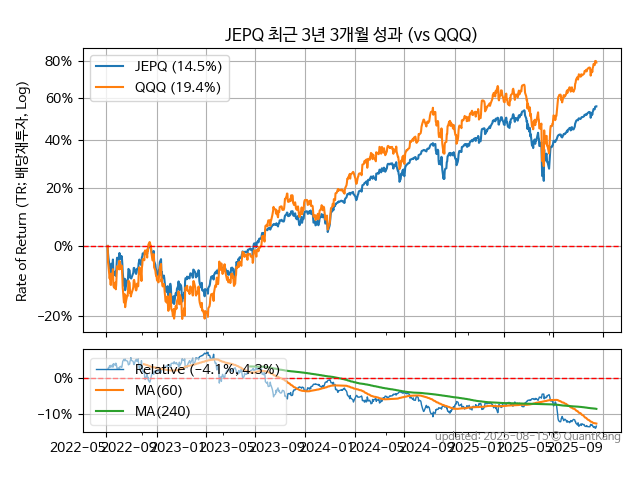 JEPQ 최근 3년 3개월 성과 (vs QQQ)
JEPQ (14.5%)
QQQ (19.4%)
80%
60%
40%
20%
0%
−20%
Rate of Return (TR: 배당재투자, Log)
Relative (−4.1%, 4.3%)
MA(60)
MA(240)
0%
−10%
updated: 2025-08-15 © QuantKang
2022-05
2022-09
2023-01
2023-05
2023-09
2024-01
2024-05
2024-09
2025-01
2025-05
2025-09